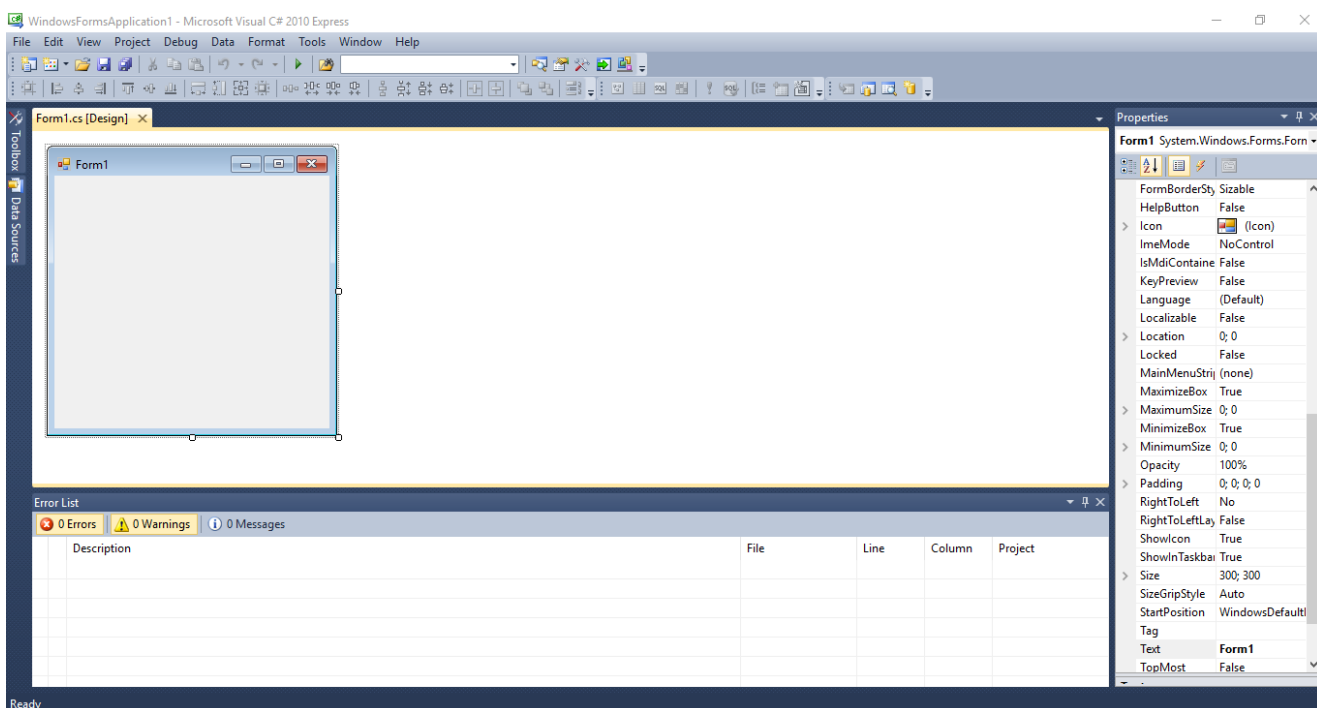 WindowsFormsApplication1 - Microsoft Visual C# 2010 Express
File Edit View Project Debug Data Format Tools Window Help
Form1.cs [Design]
Toolbox
Data Sources
Form1
Error List
0 Errors 0 Warnings 0 Messages
Description File Line Column Project
Properties
Form1 System.Windows.Forms.Forn
FormBorderSty Sizable
HelpButton False
Icon (Icon)
ImeMode NoControl
IsMdiContaine False
KeyPreview False
Language (Default)
Localizable False
Location 0; 0
Locked False
MainMenuStrip (none)
MaximizeBox True
MaximumSize 0; 0
MinimizeBox True
MinimumSize 0; 0
Opacity 100%
Padding 0; 0; 0; 0
RightToLeft No
RightToLeftLay False
ShowIcon True
ShowInTaskbar True
Size 300; 300
SizeGripStyle Auto
StartPosition WindowsDefaultl
Tag
Text Form1
TopMost False
Ready